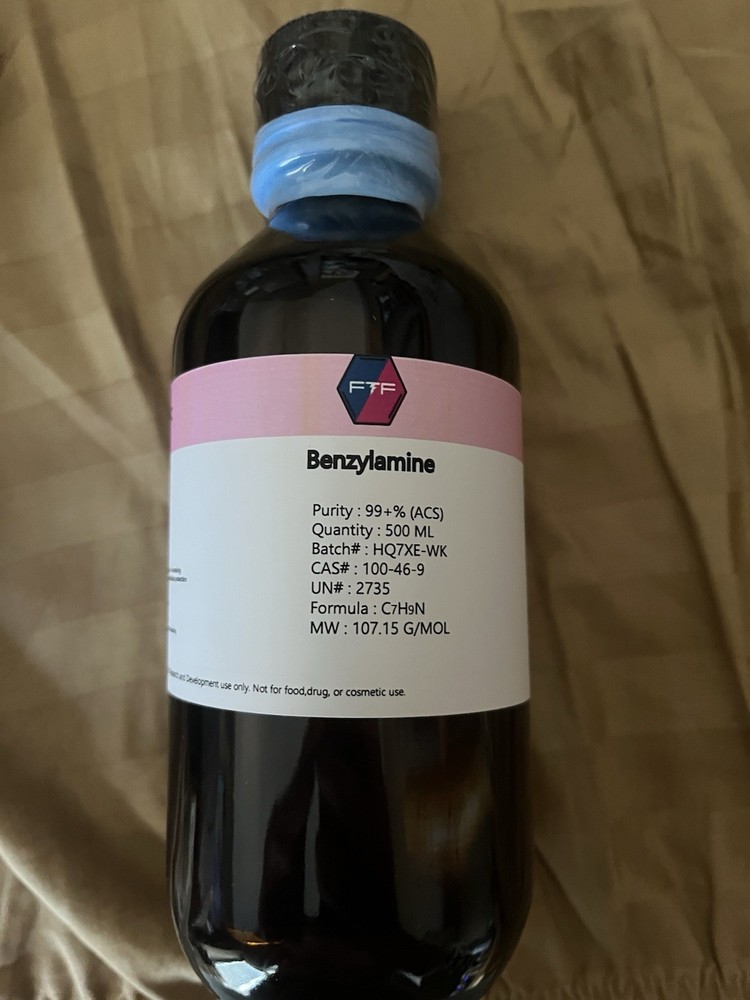 FTF
Benzylamine
Purity : 99+% (ACS)
Quantity : 500 ML
Batch# : HQ7XE-WK
CAS# : 100-46-9
UN# : 2735
Formula : C7H9N
MW : 107.15 G/MOL
and Development use only. Not for food,drug, or cosmetic use.